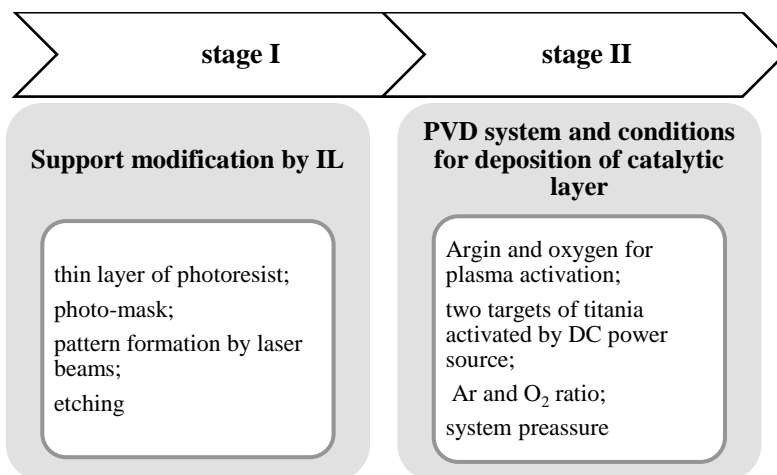 stage I
stage II
Support modification by IL
thin layer of photoresist;
photo-mask;
pattern formation by laser
beams;
etching
PVD system and conditions
for deposition of catalytic
layer
Argin and oxygen for
plasma activation;
two targets of titania
activated by DC power
source;
Ar and O₂ ratio;
system preassure